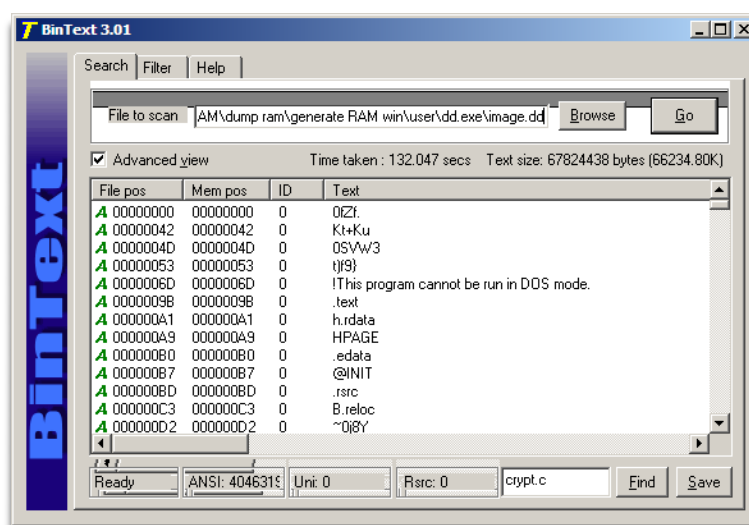 BinText 3.01
Search Filter Help
File to scan AM\dump ram\generate RAM win\user\dd.exe\image.dd Browse Go
Advanced view Time taken : 132.047 secs Text size: 67824438 bytes (66234.80K)
File pos Mem pos ID Text
A 00000000 00000000 0 0fZf.
A 00000042 00000042 0 Kt+Ku
A 0000004D 0000004D 0 0SVW3
A 00000053 00000053 0 t)f9}
A 0000006D 0000006D 0 !This program cannot be run in DOS mode.
A 0000009B 0000009B 0 .text
A 000000A1 000000A1 0 h.rdata
A 000000A9 000000A9 0 HPAGE
A 000000B0 000000B0 0 .edata
A 000000B7 000000B7 0 @INIT
A 000000BD 000000BD 0 .rsrc
A 000000C3 000000C3 0 B.reloc
A 000000D2 000000D2 0 ~0j8Y
BinText
Ready ANSI: 404631 Uni: 0 Rsrc: 0 crypt.c Find Save